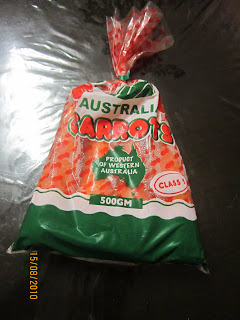 AUSTRALI
CARROTS
PRODUCT
OF WESTERN
AUSTRALIA
CLASS 1
500GM
15/08/2010